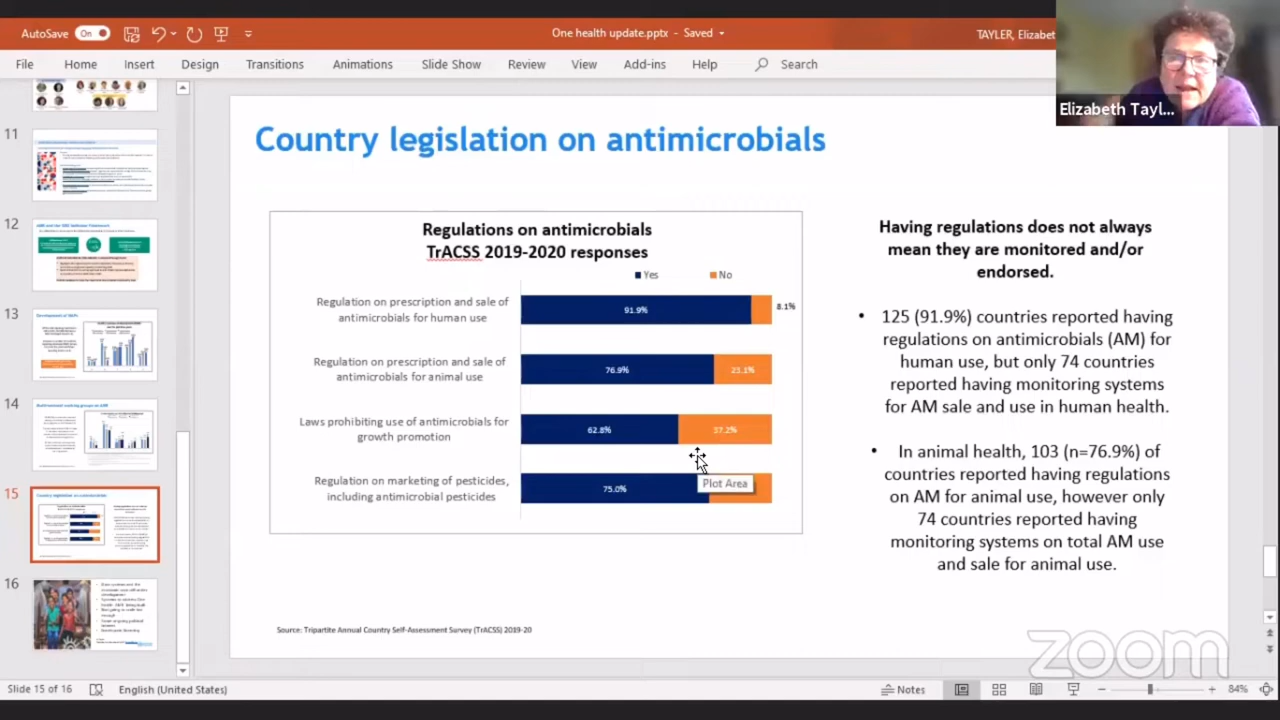 AutoSave On
One health update.pptx - Saved
TAYLER, Elizabet
File Home Insert Design Transitions Animations Slide Show Review View Add-ins Help Search
Elizabeth Tayl...
11
12
13
14
15
16
Country legislation on antimicrobials
Regulations on antimicrobials
TrACSS 2019-2020 responses
Yes No
Regulation on prescription and sale of
antimicrobials for human use
91.9%
8.1%
Regulation on prescription and sale of
antimicrobials for animal use
76.9%
23.1%
Laws prohibiting use of antimicrobials for
growth promotion
62.8%
37.2%
Regulation on marketing of pesticides,
including antimicrobial pesticides
75.0%
Plot Area
Having regulations does not always
mean they are monitored and/or
endorsed.
• 125 (91.9%) countries reported having
regulations on antimicrobials (AM) for
human use, but only 74 countries
reported having monitoring systems
for AM sale and use in human health.
• In animal health, 103 (n=76.9%) of
countries reported having regulations
on AM for animal use, however only
74 countries reported having
monitoring systems on total AM use
and sale for animal use.
Source: Tripartite Annual Country Self-Assessment Survey (TrACSS) 2019-20
zoom
Slide 15 of 16 English (United States)
Notes
84%